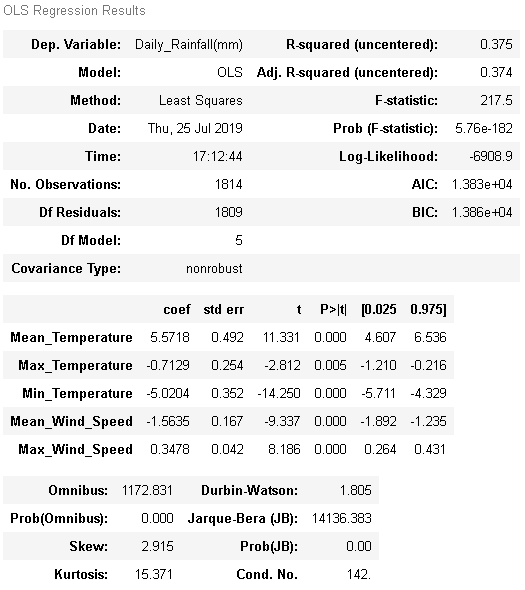 OLS Regression Results
Dep. Variable: Daily_Rainfall(mm) R-squared (uncentered): 0.375
Model: OLS Adj. R-squared (uncentered): 0.374
Method: Least Squares F-statistic: 217.5
Date: Thu, 25 Jul 2019 Prob (F-statistic): 5.76e-182
Time: 17:12:44 Log-Likelihood: -6908.9
No. Observations: 1814 AIC: 1.383e+04
Df Residuals: 1809 BIC: 1.386e+04
Df Model: 5
Covariance Type: nonrobust
coef std err t P>|t| [0.025 0.975]
Mean_Temperature 5.5718 0.492 11.331 0.000 4.607 6.536
Max_Temperature -0.7129 0.254 -2.812 0.005 -1.210 -0.216
Min_Temperature -5.0204 0.352 -14.250 0.000 -5.711 -4.329
Mean_Wind_Speed -1.5635 0.167 -9.337 0.000 -1.892 -1.235
Max_Wind_Speed 0.3478 0.042 8.186 0.000 0.264 0.431
Omnibus: 1172.831 Durbin-Watson: 1.805
Prob(Omnibus): 0.000 Jarque-Bera (JB): 14136.383
Skew: 2.915 Prob(JB): 0.00
Kurtosis: 15.371 Cond. No. 142.